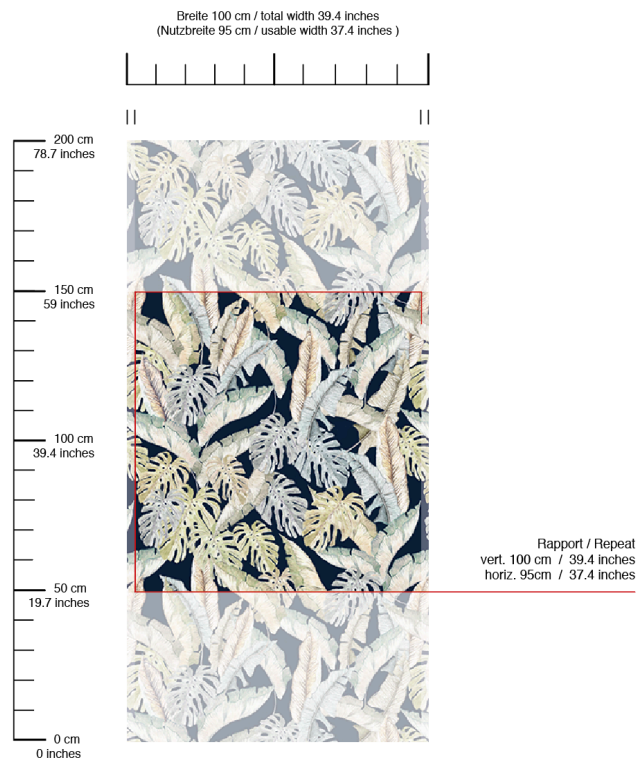 Breite 100 cm / total width 39.4 inches
(Nutzbreite 95 cm / usable width 37.4 inches )
200 cm
78.7 inches
150 cm
59 inches
100 cm
39.4 inches
Rapport / Repeat
vert. 100 cm / 39.4 inches
horiz. 95cm / 37.4 inches
50 cm
19.7 inches
0 cm
0 inches